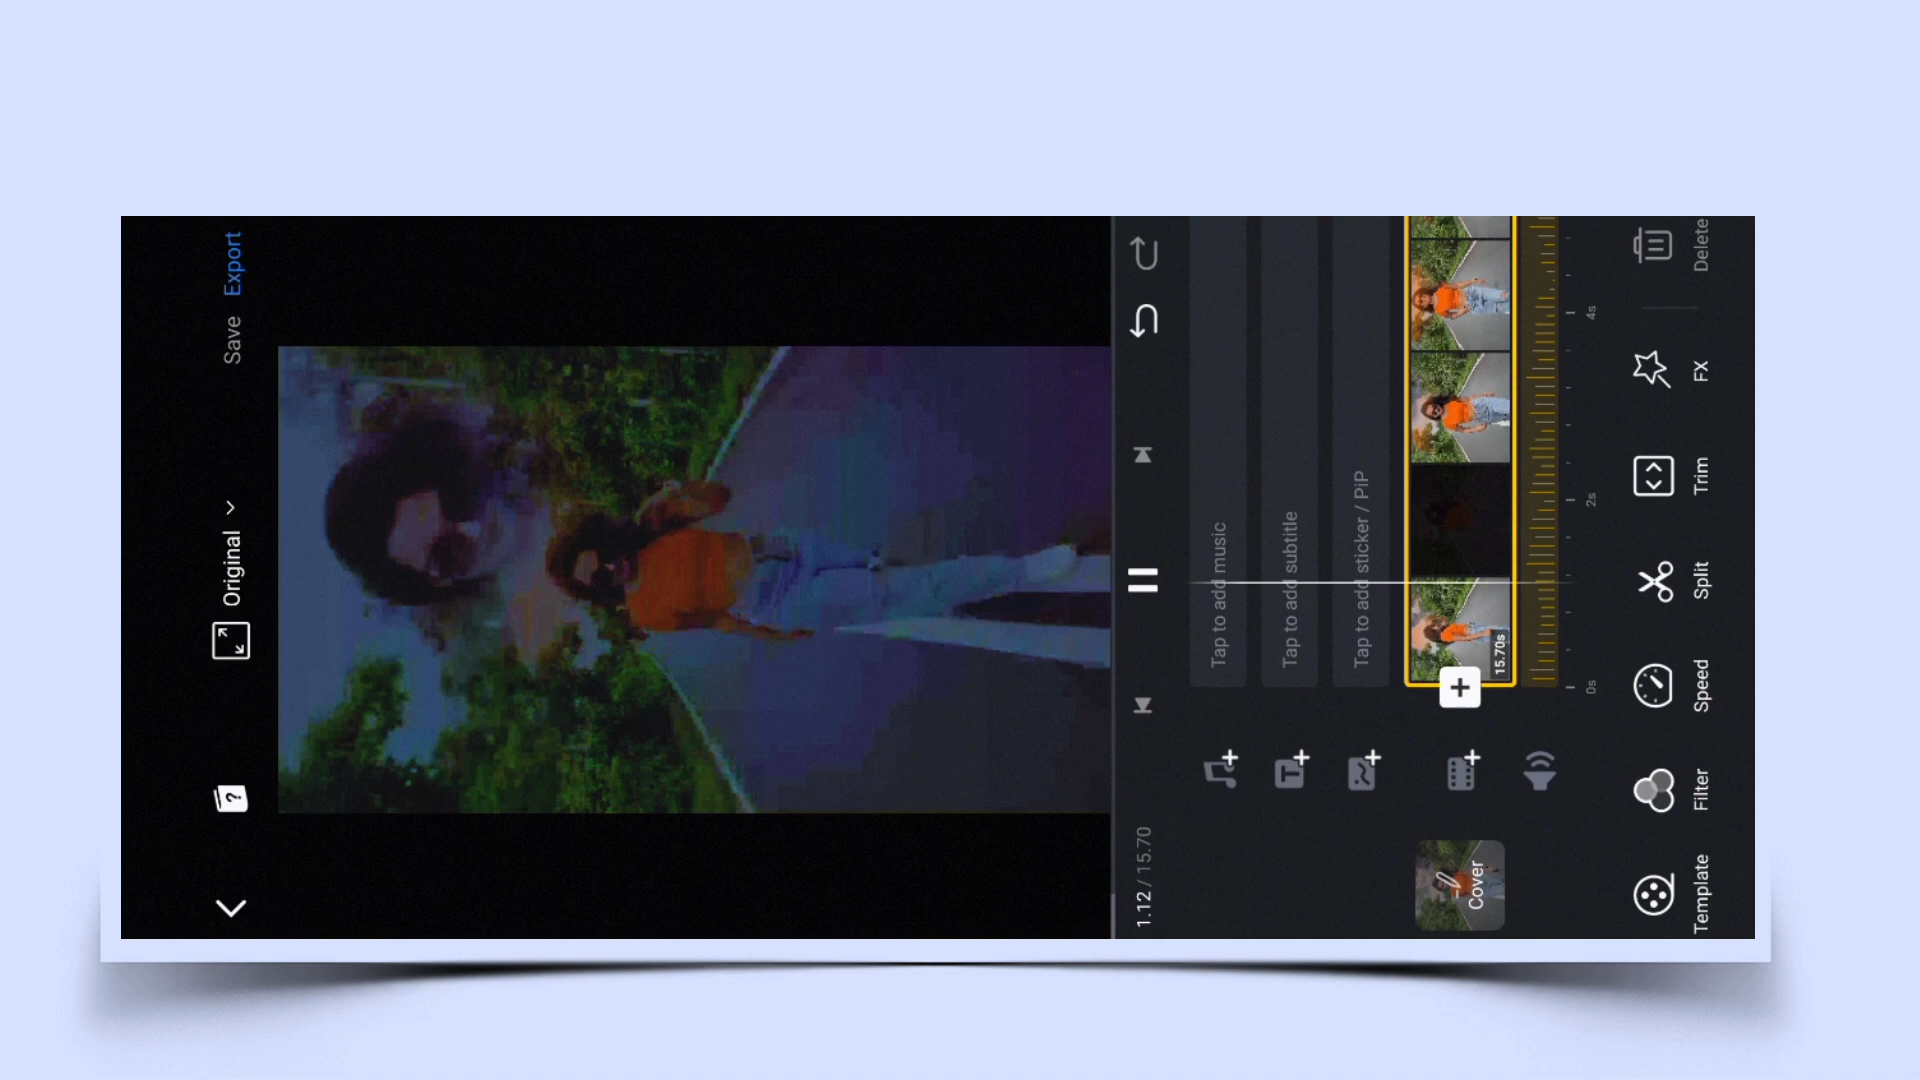 Original
Save
Export
1.12 / 15.70
Tap to add music
Tap to add subtitle
Tap to add sticker / PiP
Cover
15.70s
0s
2s
4s
Template
Filter
Speed
Split
Trim
FX
Delete